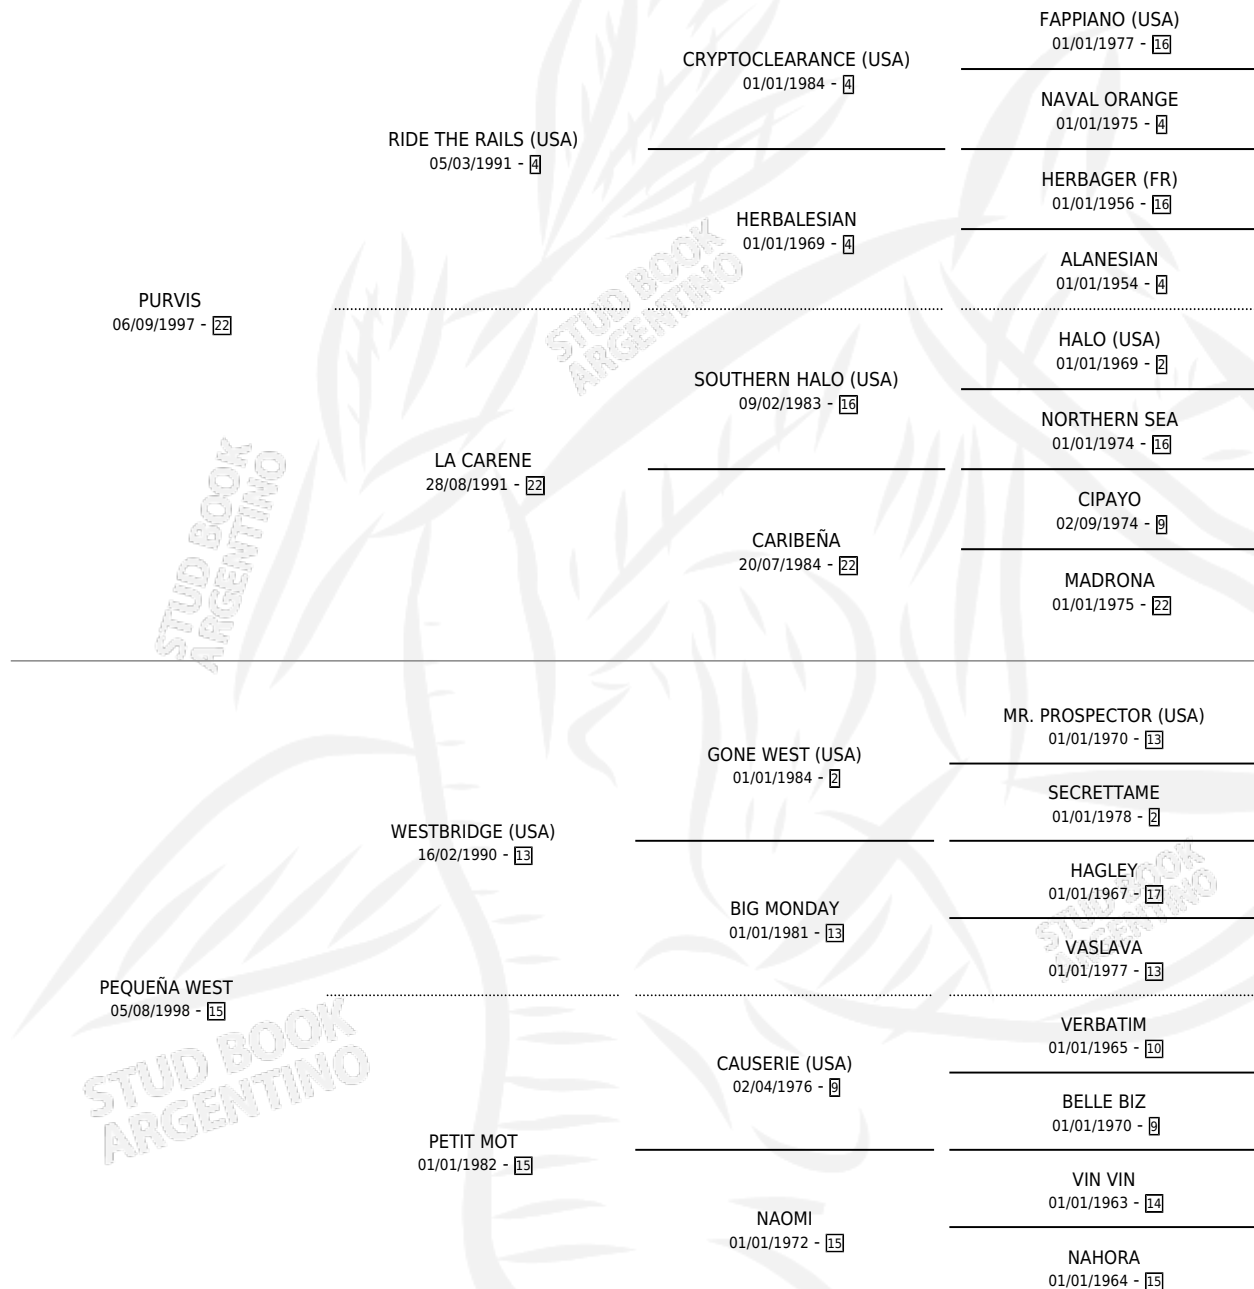 FAPPIANO (USA)
01/01/1977 - 16
CRYPTOCLEARANCE (USA)
01/01/1984 - 4
NAVAL ORANGE
01/01/1975 - 4
RIDE THE RAILS (USA)
05/03/1991 - 4
HERBAGER (FR)
01/01/1956 - 16
HERBALESIAN
01/01/1969 - 4
ALANESIAN
01/01/1954 - 4
PURVIS
06/09/1997 - 22
HALO (USA)
01/01/1969 - 2
SOUTHERN HALO (USA)
09/02/1983 - 16
NORTHERN SEA
01/01/1974 - 16
LA CARENE
28/08/1991 - 22
CIPAYO
02/09/1974 - 9
CARIBEÑA
20/07/1984 - 22
MADRONA
01/01/1975 - 22
MR. PROSPECTOR (USA)
01/01/1970 - 13
GONE WEST (USA)
01/01/1984 - 2
SECRETTAME
01/01/1978 - 2
WESTBRIDGE (USA)
16/02/1990 - 13
HAGLEY
01/01/1967 - 17
BIG MONDAY
01/01/1981 - 13
VASLAVA
01/01/1977 - 13
PEQUEÑA WEST
05/08/1998 - 15
VERBATIM
01/01/1965 - 10
CAUSERIE (USA)
02/04/1976 - 9
BELLE BIZ
01/01/1970 - 9
PETIT MOT
01/01/1982 - 15
VIN VIN
01/01/1963 - 14
NAOMI
01/01/1972 - 15
NAHORA
01/01/1964 - 15
STUD BOOK
ARGENTINO
STUD BOOK
ARGENTINO
STUD BOOK
ARGENTINO
STUD BOOK
ARGENTINO